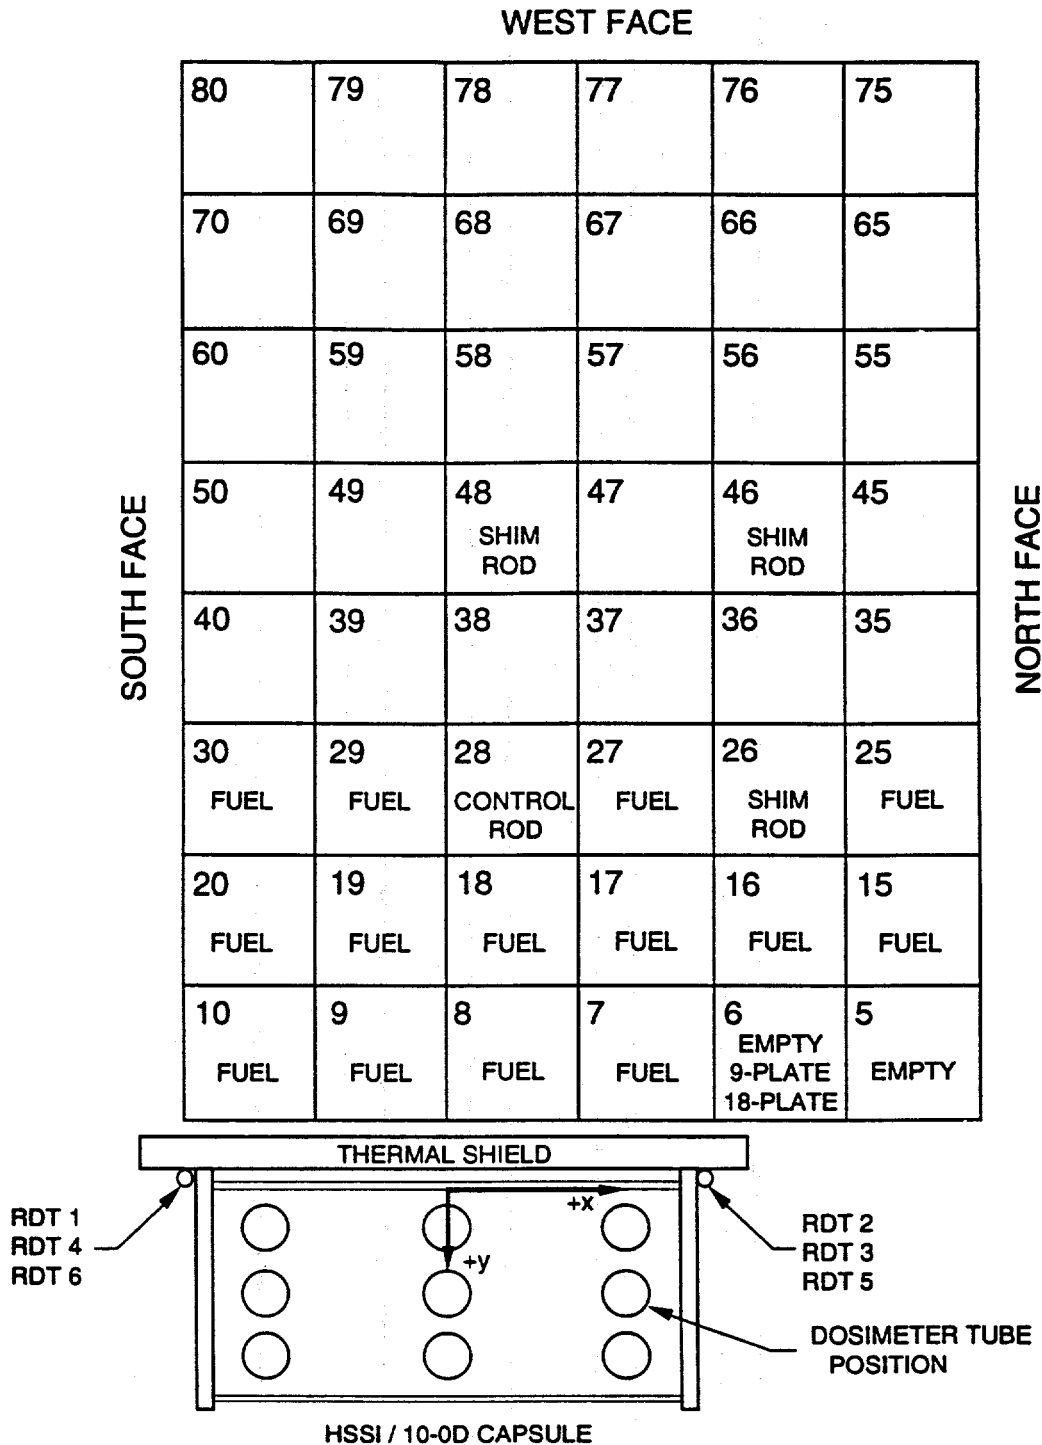 WEST FACE
80 79 78 77 76 75
70 69 68 67 66 65
60 59 58 57 56 55
50 49 48 47 46 45
SHIM SHIM
ROD ROD
SOUTH FACE
NORTH FACE
40 39 38 37 36 35
30 29 28 27 26 25
FUEL FUEL CONTROL FUEL SHIM FUEL
ROD ROD
20 19 18 17 16 15
FUEL FUEL FUEL FUEL FUEL FUEL
10 9 8 7 6 5
EMPTY
FUEL FUEL FUEL FUEL 9-PLATE EMPTY
18-PLATE
THERMAL SHIELD
+x
+y
RDT 1
RDT 4
RDT 6
RDT 2
RDT 3
RDT 5
DOSIMETER TUBE
POSITION
HSSI / 10-0D CAPSULE